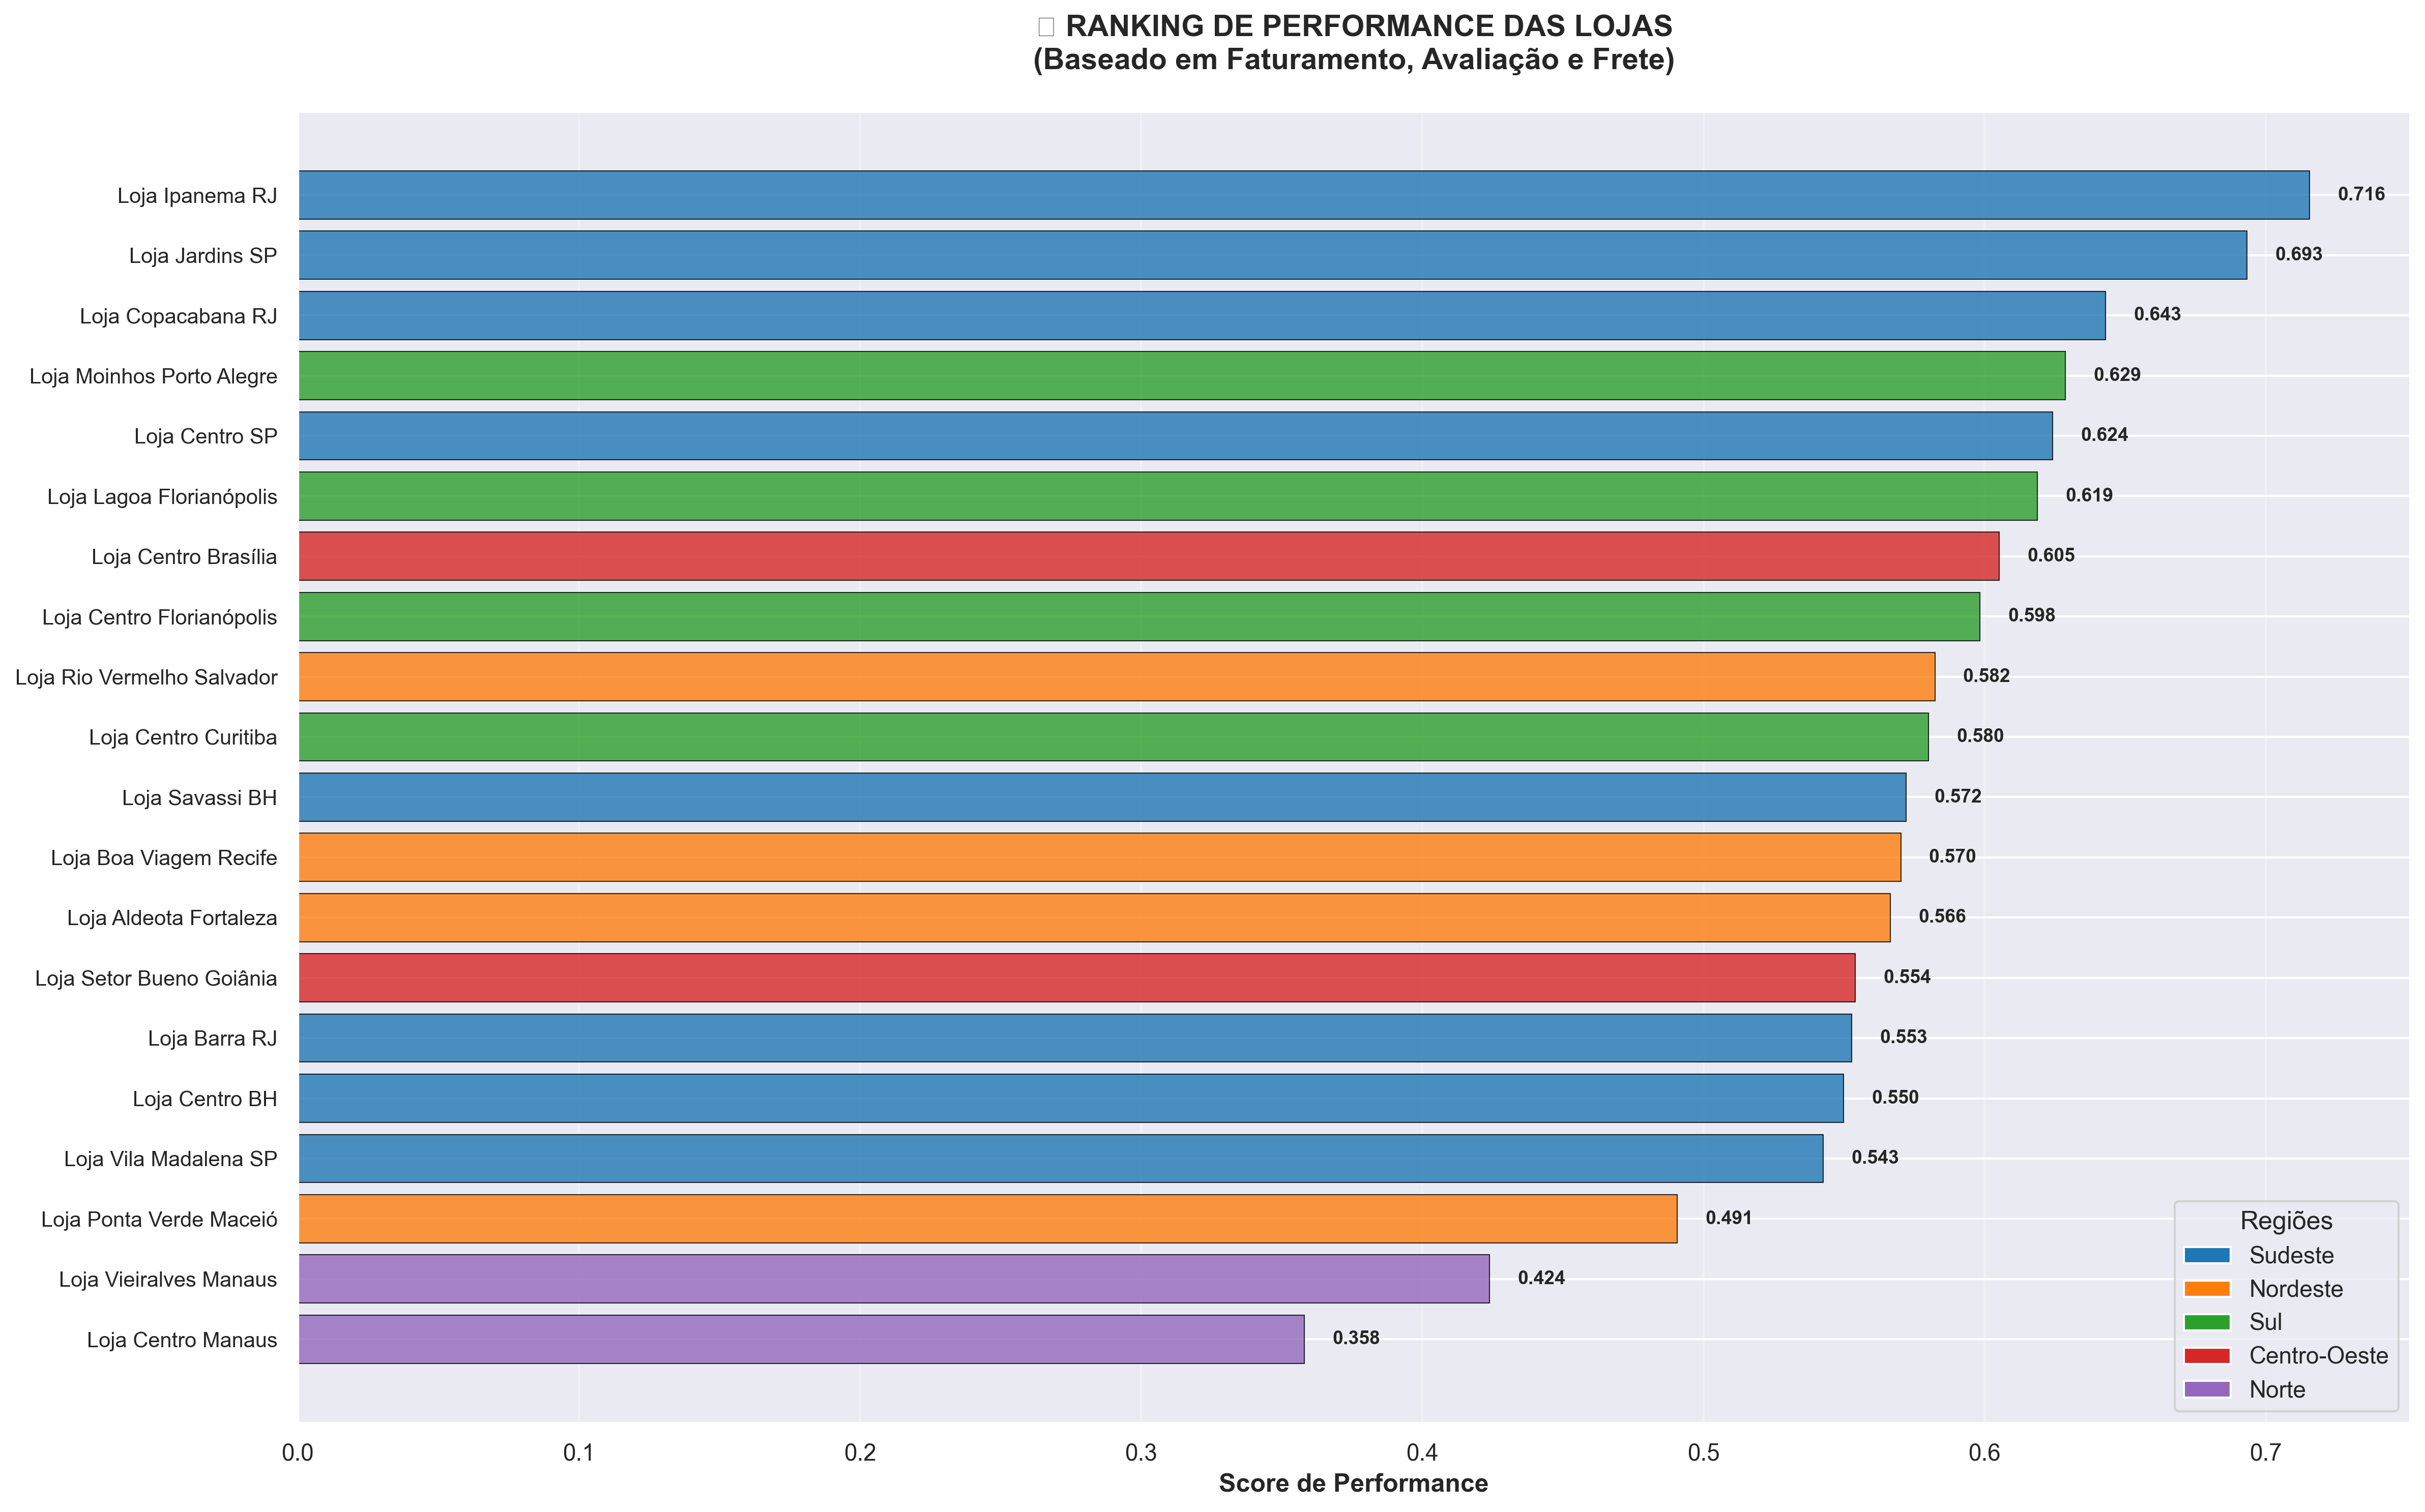 RANKING DE PERFORMANCE DAS LOJAS
(Baseado em Faturamento, Avaliação e Frete)
Loja Ipanema RJ 0.716
Loja Jardins SP 0.693
Loja Copacabana RJ 0.643
Loja Moinhos Porto Alegre 0.629
Loja Centro SP 0.624
Loja Lagoa Florianópolis 0.619
Loja Centro Brasília 0.605
Loja Centro Florianópolis 0.598
Loja Rio Vermelho Salvador 0.582
Loja Centro Curitiba 0.580
Loja Savassi BH 0.572
Loja Boa Viagem Recife 0.570
Loja Aldeota Fortaleza 0.566
Loja Setor Bueno Goiânia 0.554
Loja Barra RJ 0.553
Loja Centro BH 0.550
Loja Vila Madalena SP 0.543
Loja Ponta Verde Maceió 0.491
Loja Vieiralves Manaus 0.424
Loja Centro Manaus 0.358
Regiões
Sudeste
Nordeste
Sul
Centro-Oeste
Norte
0.0 0.1 0.2 0.3 0.4 0.5 0.6 0.7
Score de Performance